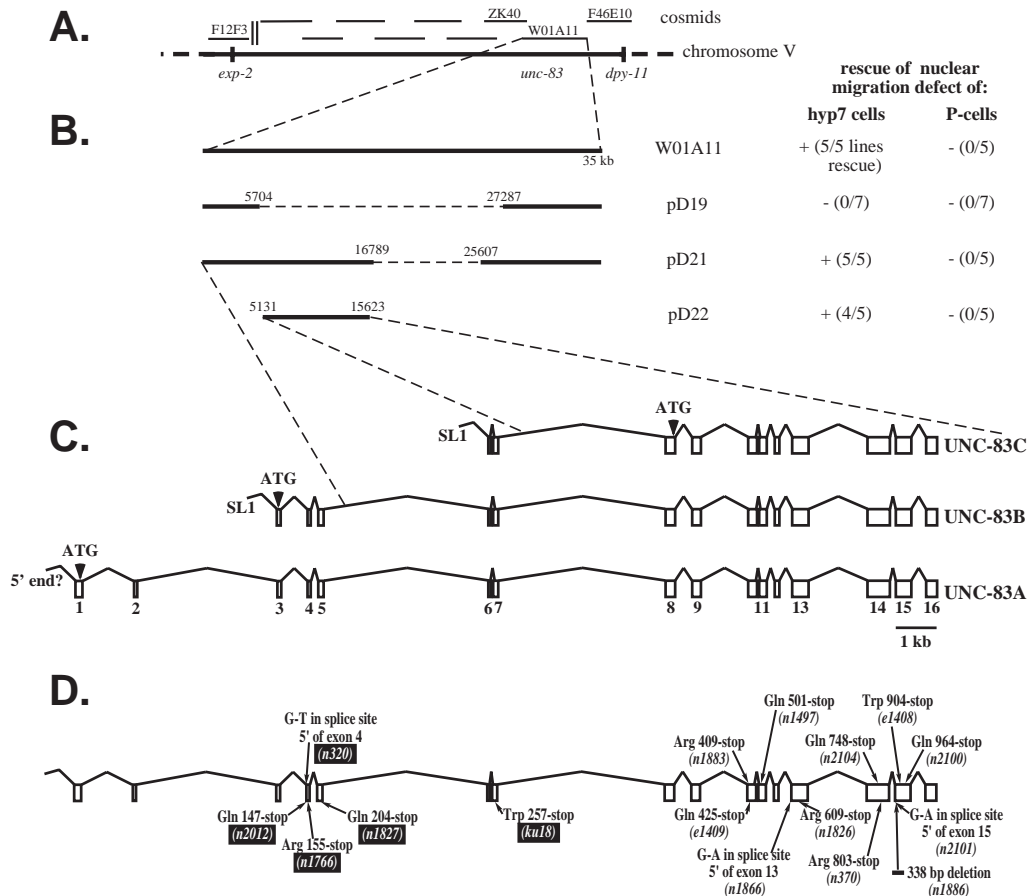 A.
F12F3
ZK40
W01A11
F46E10
cosmids
chromosome V
exp-2
unc-83
dpy-11
rescue of nuclear
migration defect of:
hyp7 cells
P-cells
B.
35 kb
W01A11
+ (5/5 lines
rescue)
- (0/5)
5704
27287
pD19
- (0/7)
- (0/7)
16789
25607
pD21
+ (5/5)
- (0/5)
5131
15623
pD22
+ (4/5)
- (0/5)
C.
SL1
ATG
UNC-83C
SL1
ATG
UNC-83B
5' end?
ATG
UNC-83A
1 2 3 4 5 67 8 9 11 13 14 15 16
1 kb
D.
G-T in splice site
5' of exon 4
(n320)
Gln 147-stop
(n2012)
Arg 155-stop
(n1766)
Gln 204-stop
(n1827)
Trp 257-stop
(ku18)
Arg 409-stop
(n1883)
Gln 501-stop
(n1497)
Gln 748-stop
(n2104)
Trp 904-stop
(e1408)
Gln 964-stop
(n2100)
Gln 425-stop
(e1409)
G-A in splice site
5' of exon 13
(n1866)
Arg 609-stop
(n1826)
Arg 803-stop
(n370)
G-A in splice site
5' of exon 15
(n2101)
338 bp deletion
(n1886)